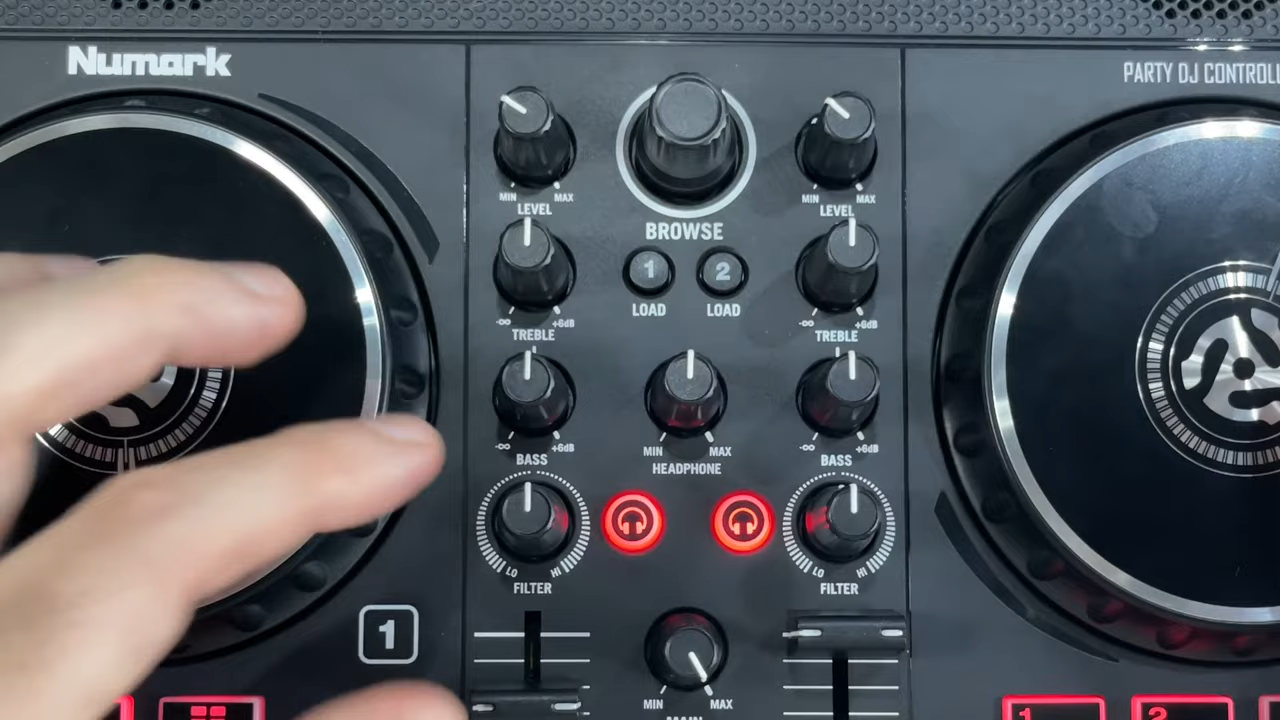 Numark
PARTY DJ CONTROLL
MIN MAX
LEVEL
MIN MAX
LEVEL
BROWSE
1 2
LOAD LOAD
-∞ +6dB
TREBLE
-∞ +6dB
TREBLE
-∞ +6dB
BASS
MIN MAX
HEADPHONE
-∞ +6dB
BASS
LO HI
FILTER
LO HI
FILTER
1
MIN MAX
MAIN
1 2